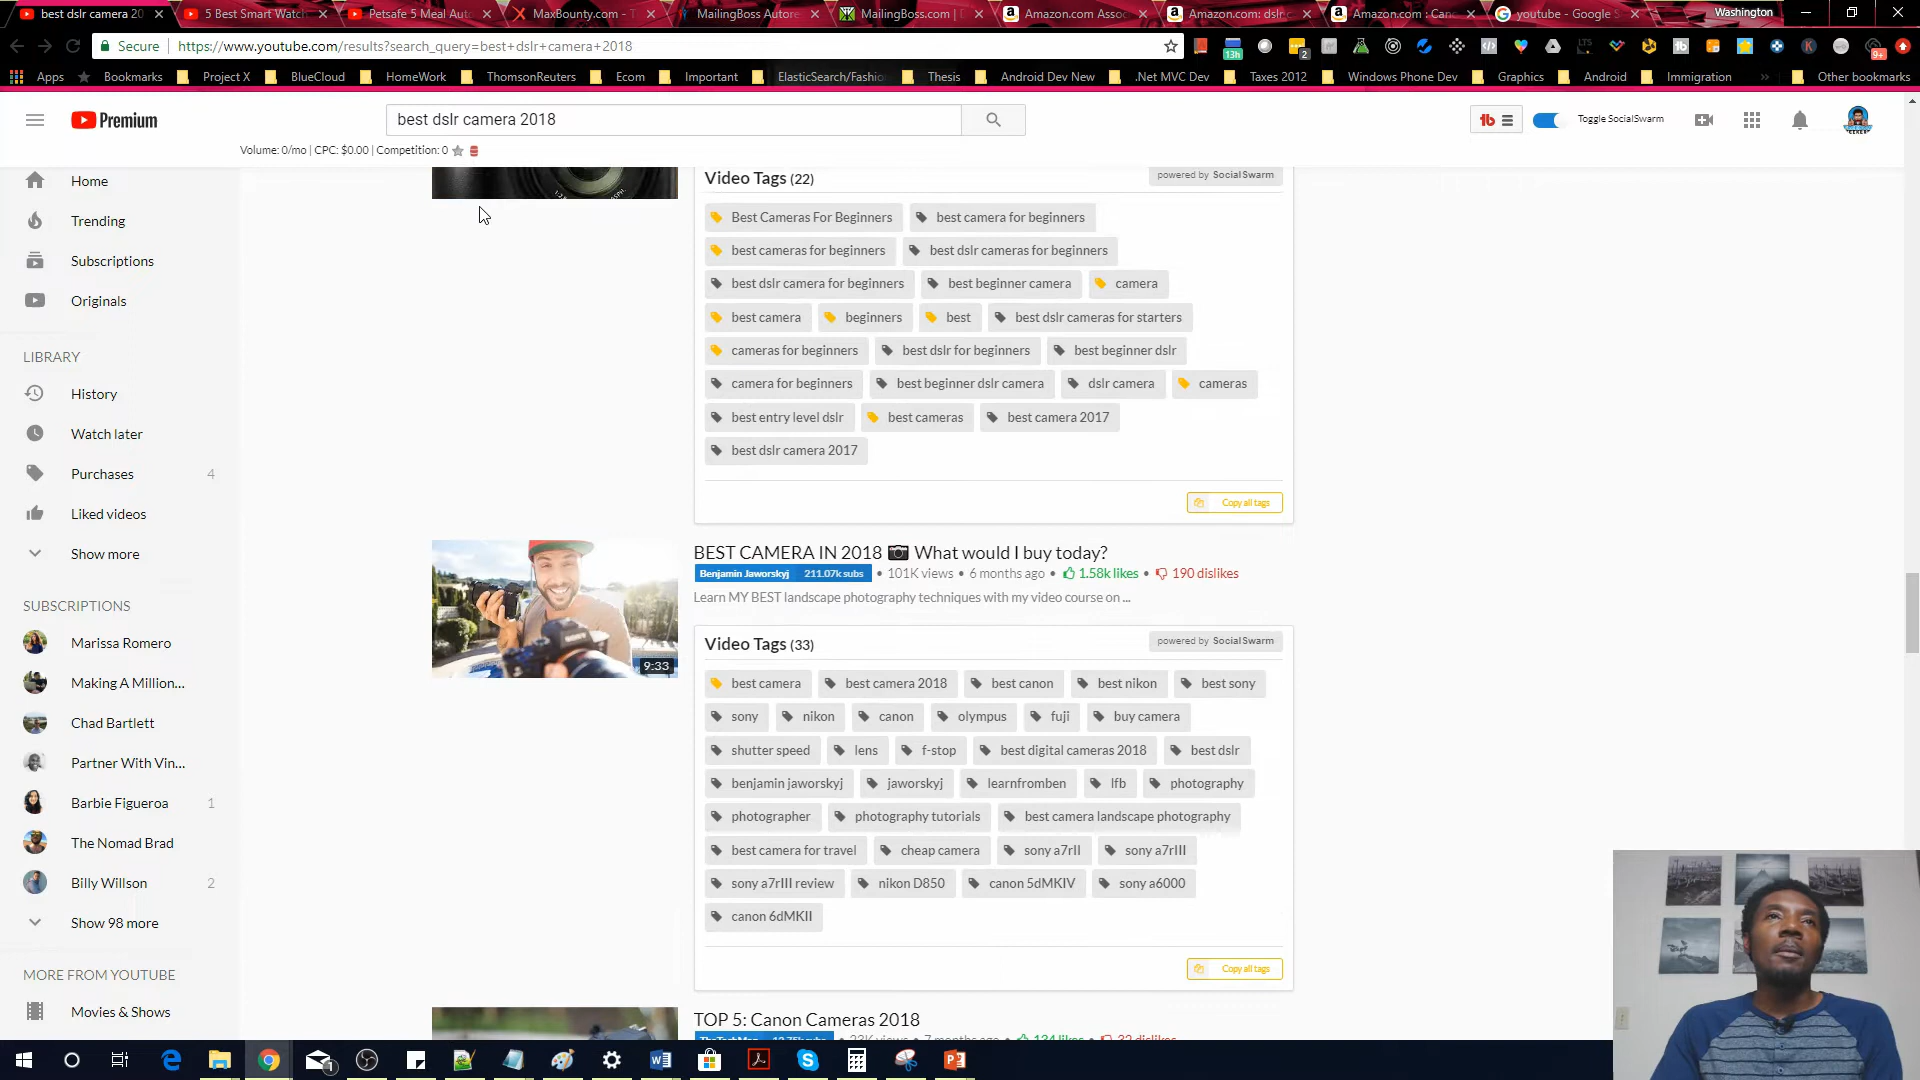 best dslr camera 20
5 Best Smart Watch
Petsafe 5 Meal Aut
MaxBounty.com - T
MailingBoss Autore
MailingBoss.com | D
Amazon.com Assoc
Amazon.com: dslr
Amazon.com : Can
youtube - Google S
Washington
Secure https://www.youtube.com/results?search_query=best+dslr+camera+2018
13h
2
LTS
9+
Apps Bookmarks Project X BlueCloud HomeWork ThomsonReuters Ecom Important ElasticSearch/Fashio Thesis Android Dev New .Net MVC Dev Taxes 2012 Windows Phone Dev Graphics Android Immigration » Other bookmarks
Premium
best dslr camera 2018
Toggle SocialSwarm
Volume: 0/mo | CPC: $0.00 | Competition: 0
Home
Trending
Subscriptions
Originals
LIBRARY
History
Watch later
Purchases 4
Liked videos
Show more
SUBSCRIPTIONS
Marissa Romero
Making A Million...
Chad Bartlett
Partner With Vin...
Barbie Figueroa 1
The Nomad Brad
Billy Willson 2
Show 98 more
MORE FROM YOUTUBE
Movies & Shows
Video Tags (22)
powered by SocialSwarm
Best Cameras For Beginners best camera for beginners
best cameras for beginners best dslr cameras for beginners
best dslr camera for beginners best beginner camera camera
best camera beginners best best dslr cameras for starters
cameras for beginners best dslr for beginners best beginner dslr
camera for beginners best beginner dslr camera dslr camera cameras
best entry level dslr best cameras best camera 2017
best dslr camera 2017
Copy all tags
9:33
BEST CAMERA IN 2018 📷 What would I buy today?
Benjamin Jaworskyj 211.07k subs • 101K views • 6 months ago • 1.58k likes • 190 dislikes
Learn MY BEST landscape photography techniques with my video course on ...
Video Tags (33)
powered by SocialSwarm
best camera best camera 2018 best canon best nikon best sony
sony nikon canon olympus fuji buy camera
shutter speed lens f-stop best digital cameras 2018 best dslr
benjamin jaworskyj jaworskyj learnfromben lfb photography
photographer photography tutorials best camera landscape photography
best camera for travel cheap camera sony a7rII sony a7rIII
sony a7rIII review nikon D850 canon 5dMKIV sony a6000
canon 6dMKII
Copy all tags
TOP 5: Canon Cameras 2018
7 months ago • 134 likes • 32 dislikes
1